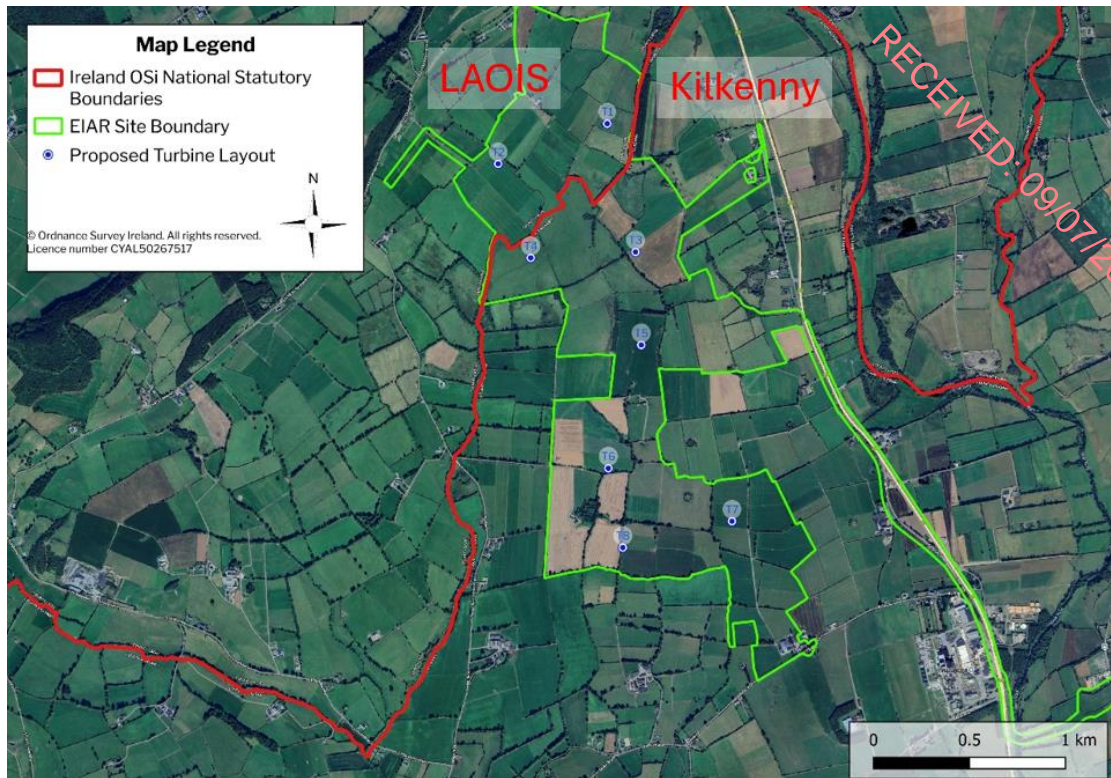 Map Legend
Ireland OSi National Statutory
Boundaries
EIAR Site Boundary
Proposed Turbine Layout
N
© Ordnance Survey Ireland. All rights reserved.
Licence number CYAL50267517
LAOIS
Kilkenny
RECEIVED: 09/07/20
T1
T2
T3
T4
T5
T6
T7
T8
0 0.5 1 km